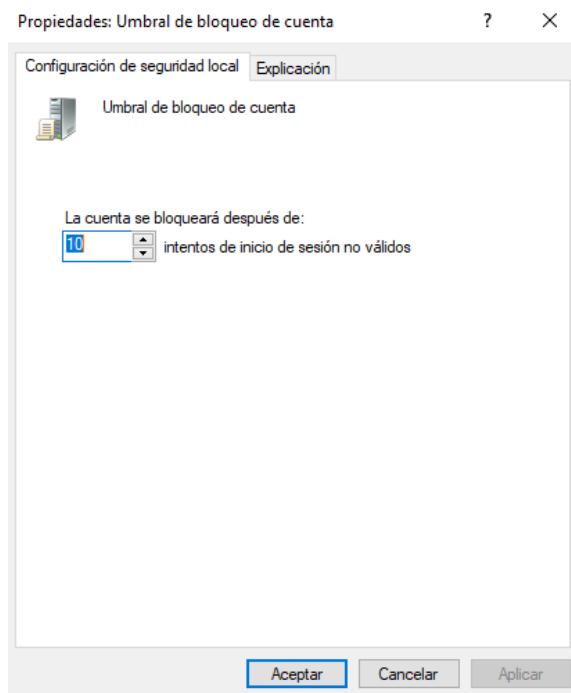 Propiedades: Umbral de bloqueo de cuenta ? ×
Configuración de seguridad local Explicación
Umbral de bloqueo de cuenta
La cuenta se bloqueará después de:
10 intentos de inicio de sesión no válidos
Aceptar Cancelar Aplicar